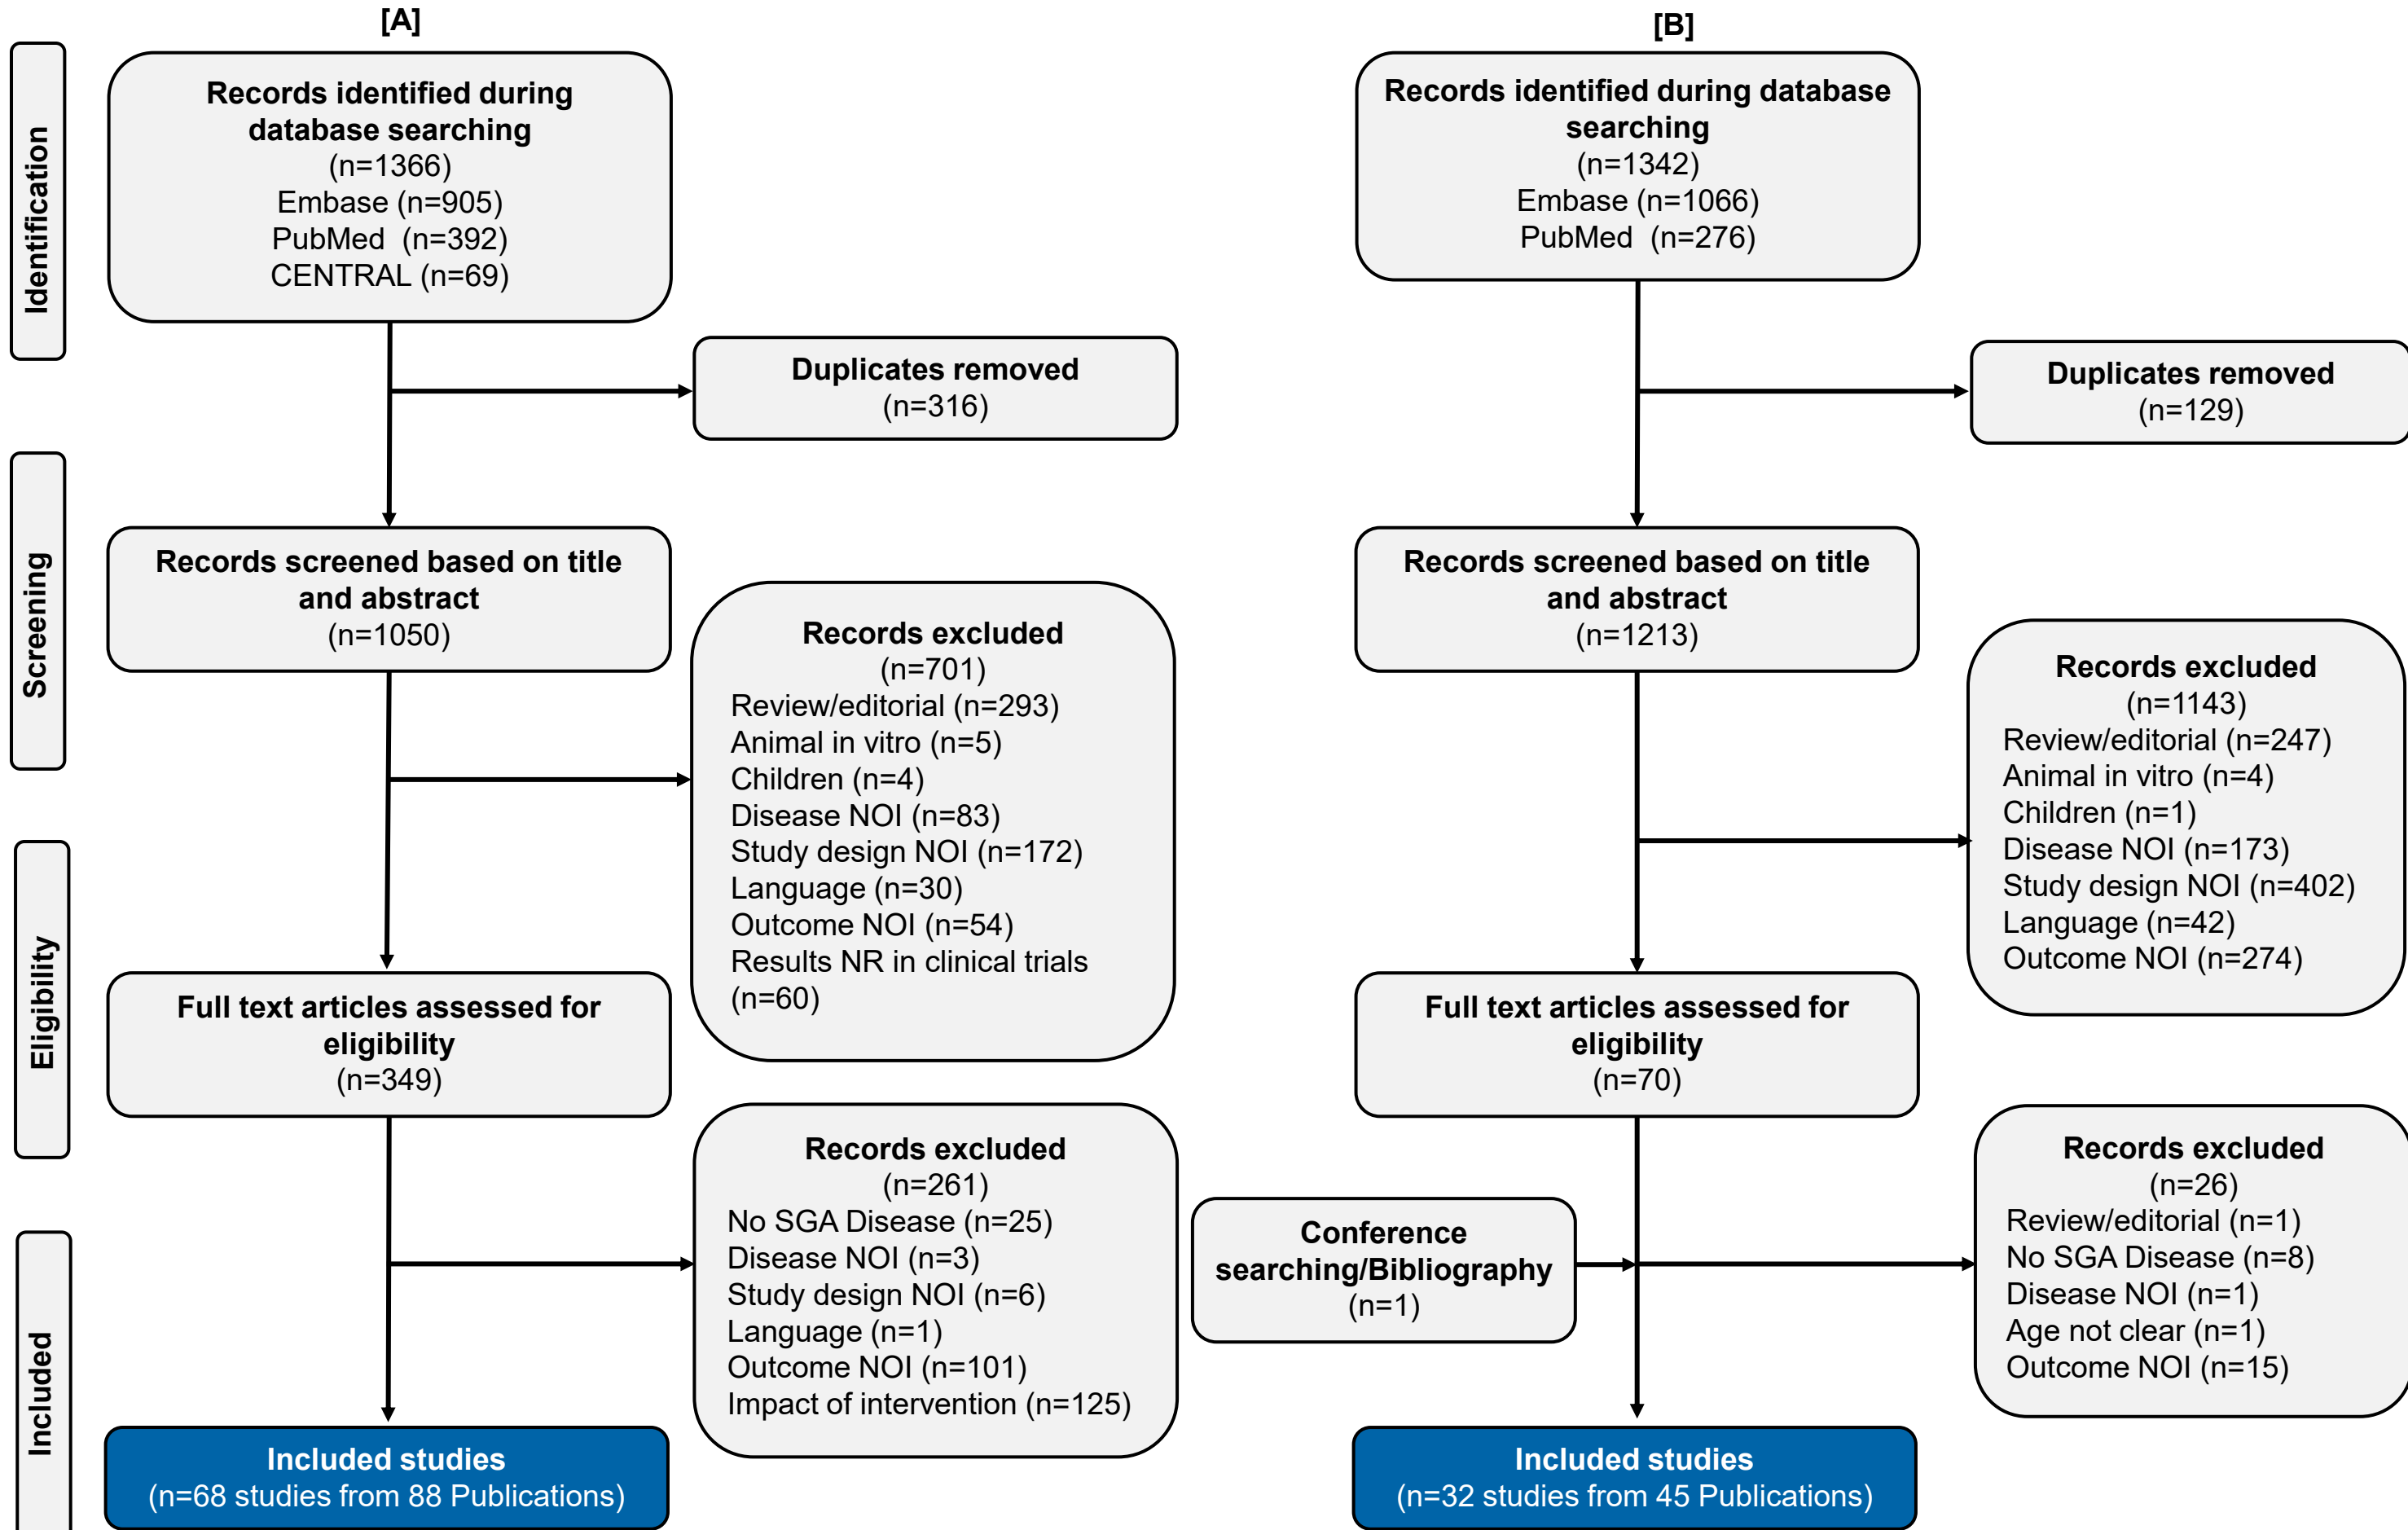 [A]
Identification
Records identified during
database searching
(n=1366)
Embase (n=905)
PubMed  (n=392)
CENTRAL (n=69)
Duplicates removed
(n=316)
Screening
Records screened based on title
and abstract
(n=1050)
Records excluded
(n=701)
Review/editorial (n=293)
Animal in vitro (n=5)
Children (n=4)
Disease NOI (n=83)
Study design NOI (n=172)
Language (n=30)
Outcome NOI (n=54)
Results NR in clinical trials
(n=60)
Eligibility
Full text articles assessed for
eligibility
(n=349)
Records excluded
(n=261)
No SGA Disease (n=25)
Disease NOI (n=3)
Study design NOI (n=6)
Language (n=1)
Outcome NOI (n=101)
Impact of intervention (n=125)
Included
Included studies
(n=68 studies from 88 Publications)
[B]
Records identified during database
searching
(n=1342)
Embase (n=1066)
PubMed  (n=276)
Duplicates removed
(n=129)
Records screened based on title
and abstract
(n=1213)
Records excluded
(n=1143)
Review/editorial (n=247)
Animal in vitro (n=4)
Children (n=1)
Disease NOI (n=173)
Study design NOI (n=402)
Language (n=42)
Outcome NOI (n=274)
Full text articles assessed for
eligibility
(n=70)
Conference
searching/Bibliography
(n=1)
Records excluded
(n=26)
Review/editorial (n=1)
No SGA Disease (n=8)
Disease NOI (n=1)
Age not clear (n=1)
Outcome NOI (n=15)
Included studies
(n=32 studies from 45 Publications)